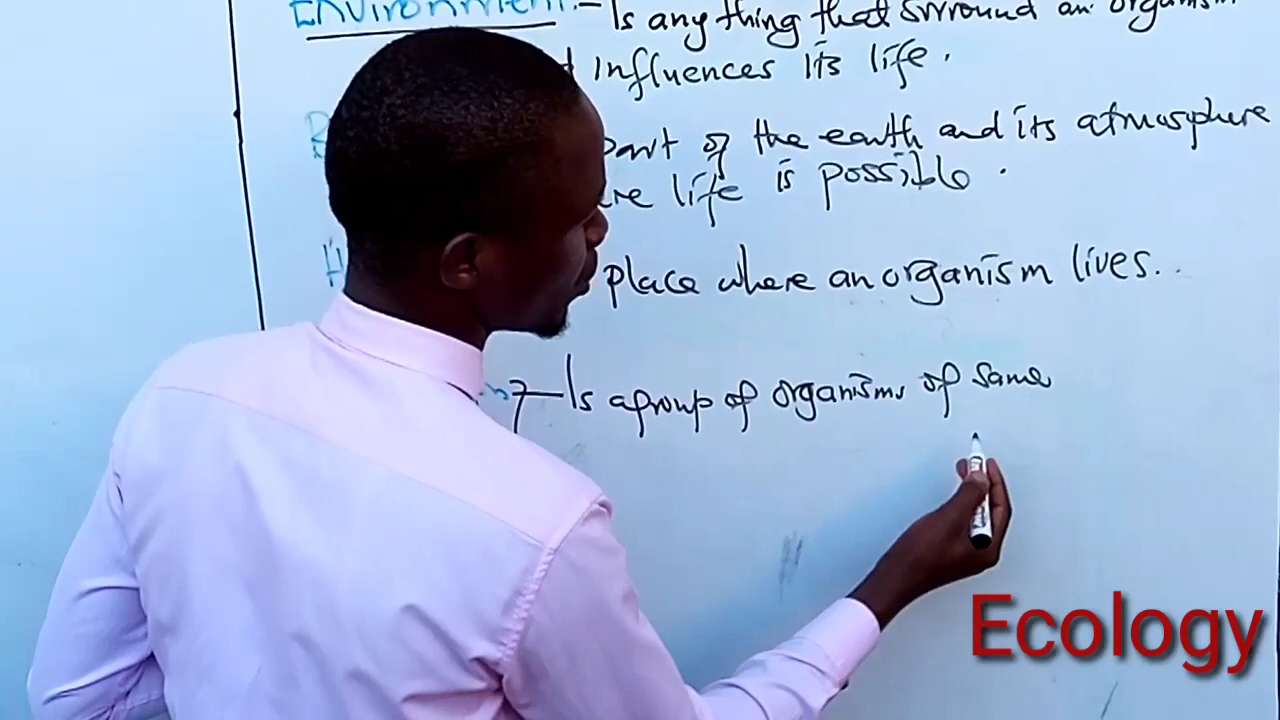 Environment:- Is any thing that surround an organism
influences its life.
part of the earth and its atmosphere
life is possible.
place where an organism lives..
Is a group of organisms of same
Ecology